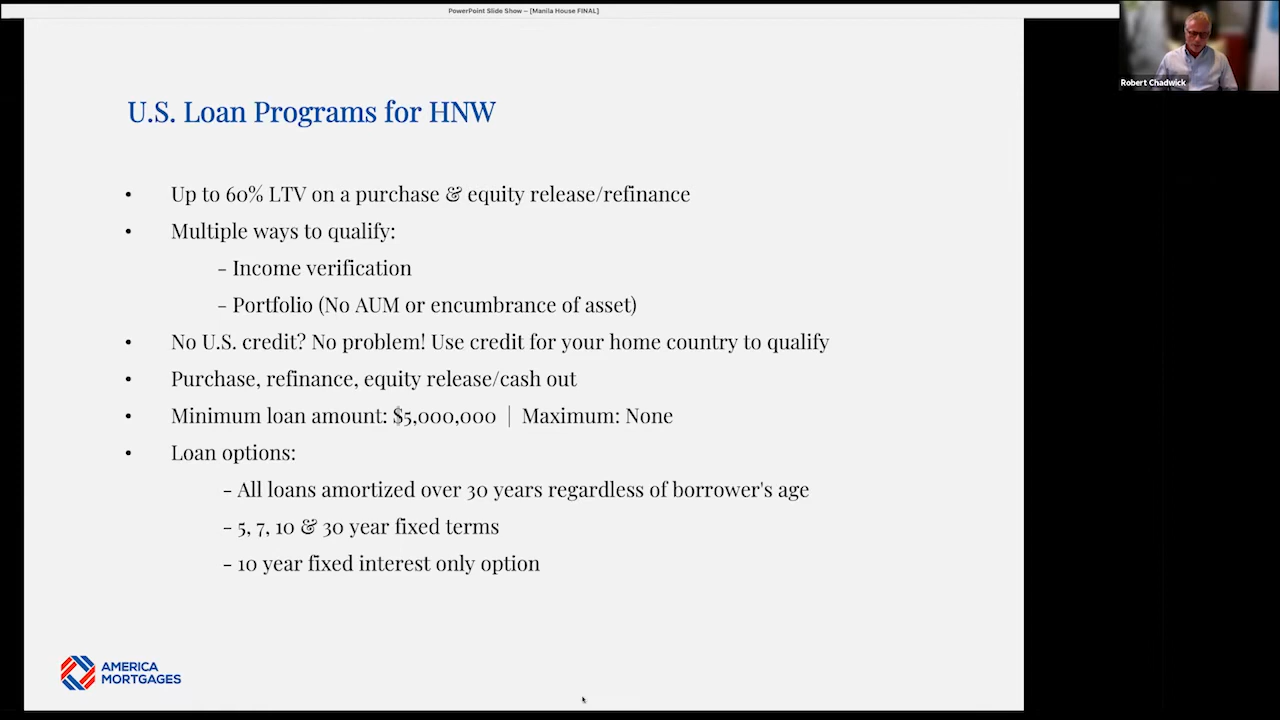 PowerPoint Slide Show – [Manila House FINAL]
Robert Chadwick
U.S. Loan Programs for HNW
• Up to 60% LTV on a purchase & equity release/refinance
• Multiple ways to qualify:
– Income verification
– Portfolio (No AUM or encumbrance of asset)
• No U.S. credit? No problem! Use credit for your home country to qualify
• Purchase, refinance, equity release/cash out
• Minimum loan amount: $5,000,000 | Maximum: None
• Loan options:
– All loans amortized over 30 years regardless of borrower's age
– 5, 7, 10 & 30 year fixed terms
– 10 year fixed interest only option
AMERICA
MORTGAGES